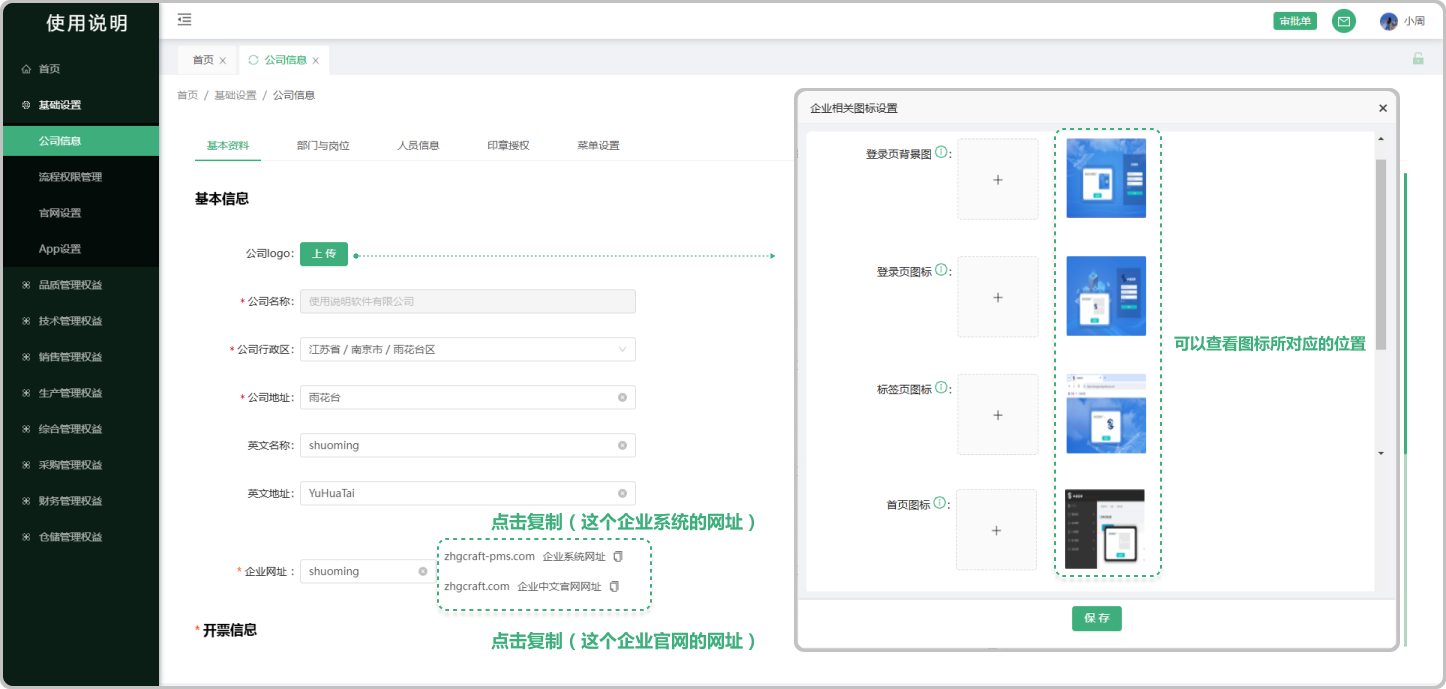 使用说明
审批单
小周
首页
公司信息
首页
基础设置
公司信息
流程权限管理
官网设置
App设置
品质管理权益
技术管理权益
销售管理权益
生产管理权益
综合管理权益
采购管理权益
财务管理权益
仓储管理权益
首页 / 基础设置 / 公司信息
基本资料 部门与岗位 人员信息 印章授权 菜单设置
基本信息
公司logo: 上传
* 公司名称: 使用说明软件有限公司
* 公司行政区: 江苏省 / 南京市 / 雨花台区
* 公司地址: 雨花台
英文名称: shuoming
英文地址: YuHuaTai
点击复制（这个企业系统的网址）
* 企业网址 : shuoming
zhgcraft-pms.com 企业系统网址
zhgcraft.com 企业中文官网网址
点击复制（这个企业官网的网址）
* 开票信息
企业相关图标设置
登录页背景图 :
登录页图标 :
标签页图标 :
首页图标 :
可以查看图标所对应的位置
保存